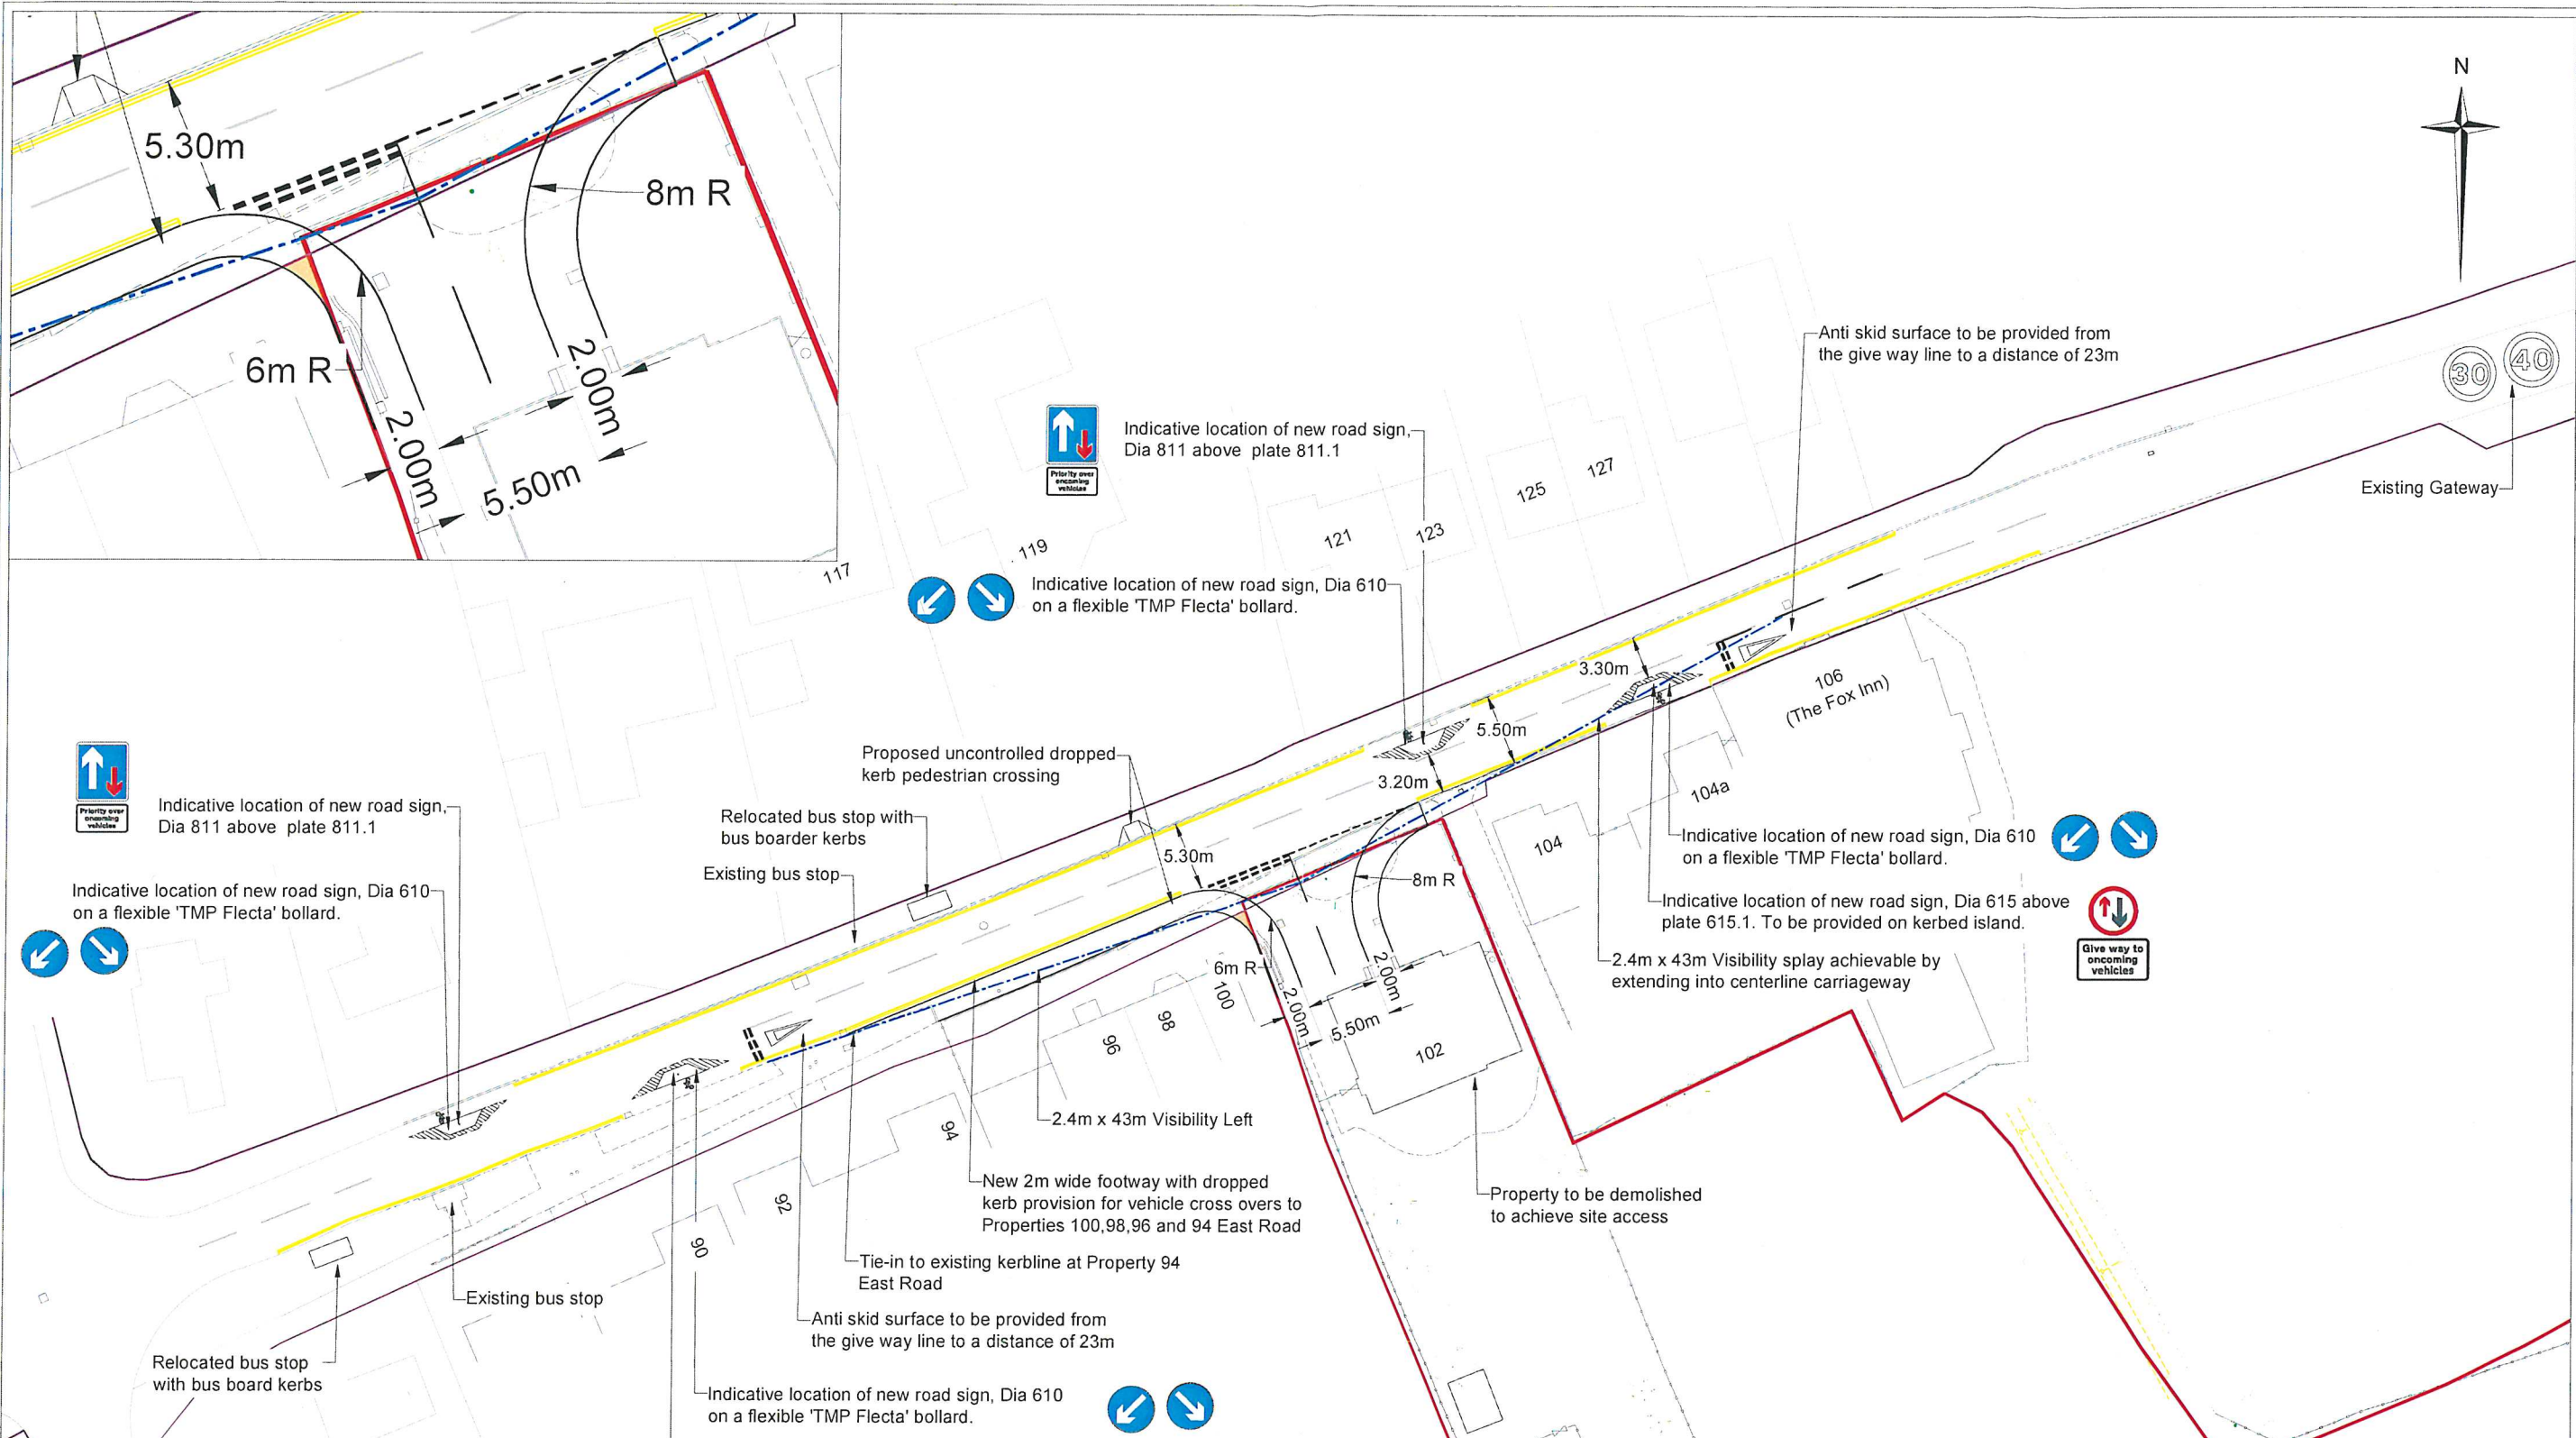 5.30m
8m R
6m R
2.00m
2.00m
5.50m
N
30
40
Existing Gateway
Anti skid surface to be provided from
the give way line to a distance of 23m
Priority over
oncoming
vehicles
Indicative location of new road sign,
Dia 811 above plate 811.1
Indicative location of new road sign, Dia 610
on a flexible 'TMP Flecta' bollard.
117
119
121
123
125
127
3.30m
5.50m
3.20m
106
(The Fox Inn)
104a
104
Priority over
oncoming
vehicles
Indicative location of new road sign,
Dia 811 above plate 811.1
Indicative location of new road sign, Dia 610
on a flexible 'TMP Flecta' bollard.
Proposed uncontrolled dropped
kerb pedestrian crossing
Relocated bus stop with
bus boarder kerbs
Existing bus stop
5.30m
8m R
6m R
2.00m
2.00m
5.50m
100
98
96
94
92
90
102
Indicative location of new road sign, Dia 610
on a flexible 'TMP Flecta' bollard.
Indicative location of new road sign, Dia 615 above
plate 615.1. To be provided on kerbed island.
Give way to
oncoming
vehicles
2.4m x 43m Visibility splay achievable by
extending into centerline carriageway
2.4m x 43m Visibility Left
New 2m wide footway with dropped
kerb provision for vehicle cross overs to
Properties 100,98,96 and 94 East Road
Property to be demolished
to achieve site access
Tie-in to existing kerbline at Property 94
East Road
Existing bus stop
Anti skid surface to be provided from
the give way line to a distance of 23m
Relocated bus stop
with bus board kerbs
Indicative location of new road sign, Dia 610
on a flexible 'TMP Flecta' bollard.